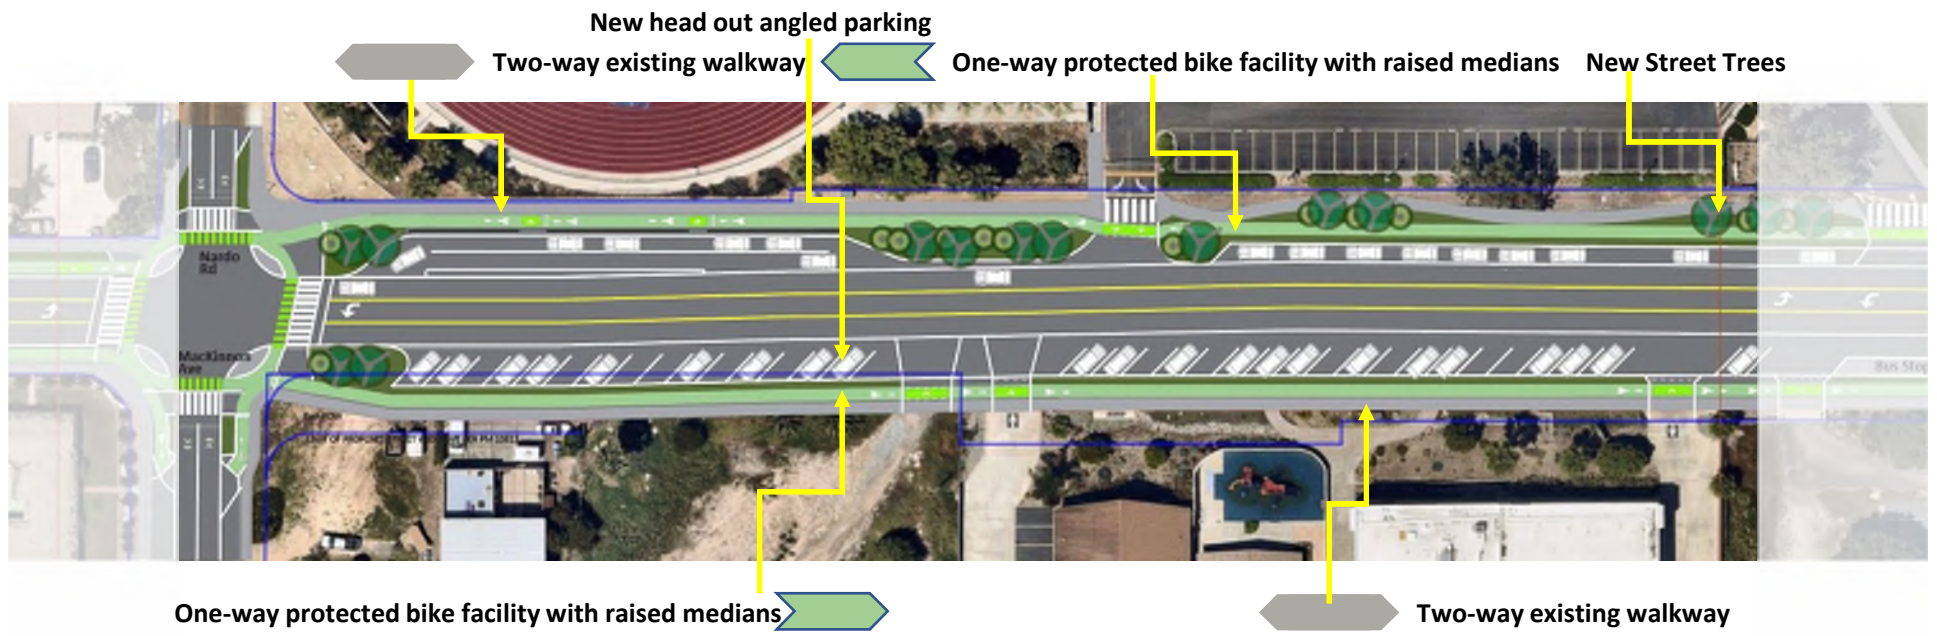 New head out angled parking
Two-way existing walkway
One-way protected bike facility with raised medians
New Street Trees
Nardo
Rd
MacKinnon
Ave
Bus Stop
One-way protected bike facility with raised medians
Two-way existing walkway